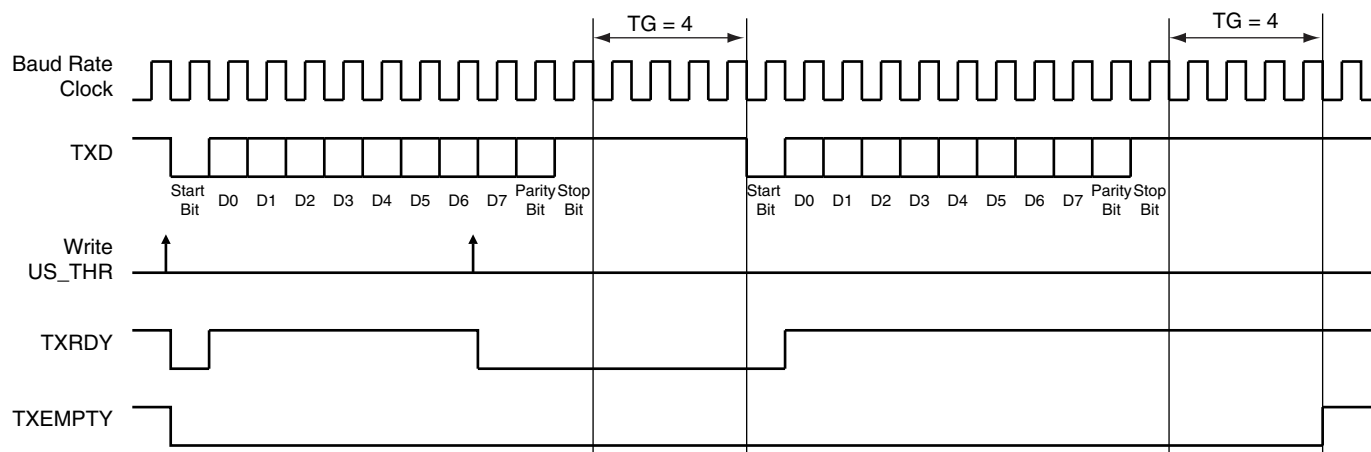 TG = 4
TG = 4
Baud Rate
Clock
TXD
Start
Bit
D0
D1
D2
D3
D4
D5
D6
D7
Parity
Bit
Stop
Bit
Start
Bit
D0
D1
D2
D3
D4
D5
D6
D7
Parity
Bit
Stop
Bit
Write
US_THR
TXRDY
TXEMPTY